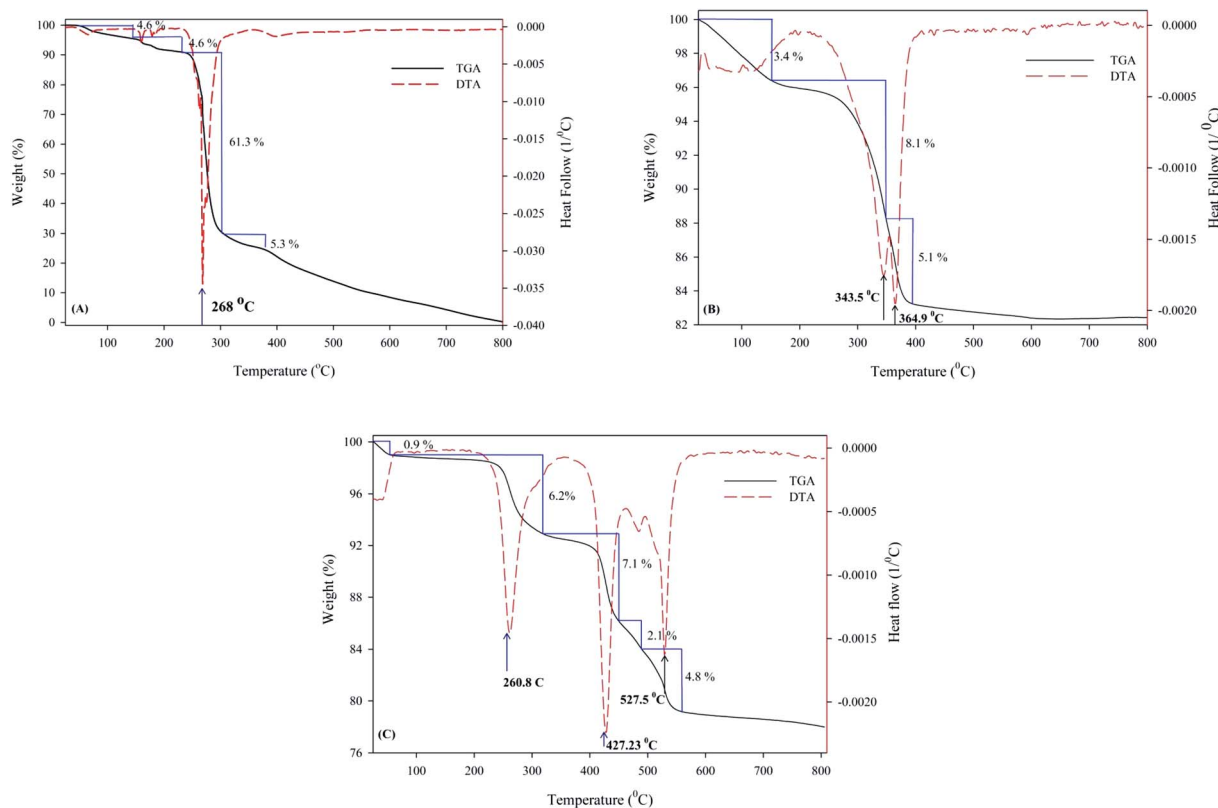 100
90
80
70
60
50
40
30
20
10
0
Weight (%)
4.6 %
4.6 %
61.3 %
5.3 %
TGA
DTA
268 ⁰C
(A)
0.000
-0.005
-0.010
-0.015
-0.020
-0.025
-0.030
-0.035
-0.040
Heat Follow (1/⁰C)
100 200 300 400 500 600 700 800
Temperature (°C)
100
98
96
94
92
90
88
86
84
82
Weight (%)
3.4 %
8.1 %
5.1 %
TGA
DTA
343.5 ⁰C
364.9 ⁰C
(B)
0.0000
-0.0005
-0.0010
-0.0015
-0.0020
Heat Follow (1/ ⁰C)
100 200 300 400 500 600 700 800
Temperature (⁰C)
100
96
92
88
84
80
76
Weight (%)
0.9 %
6.2%
7.1 %
2.1 %
4.8 %
TGA
DTA
260.8 C
527.5 ⁰C
427.23 ⁰C
(C)
0.0000
-0.0005
-0.0010
-0.0015
-0.0020
Heat flow (1/⁰C)
100 200 300 400 500 600 700 800
Temperature (⁰C)